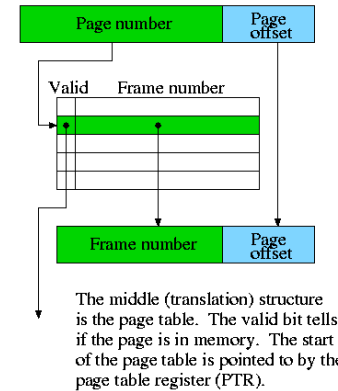 Page number Page
offset
Valid Frame number
Frame number Page
offset
The middle (translation) structure
is the page table. The valid bit tells
if the page is in memory. The start
of the page table is pointed to by the
page table register (PTR).